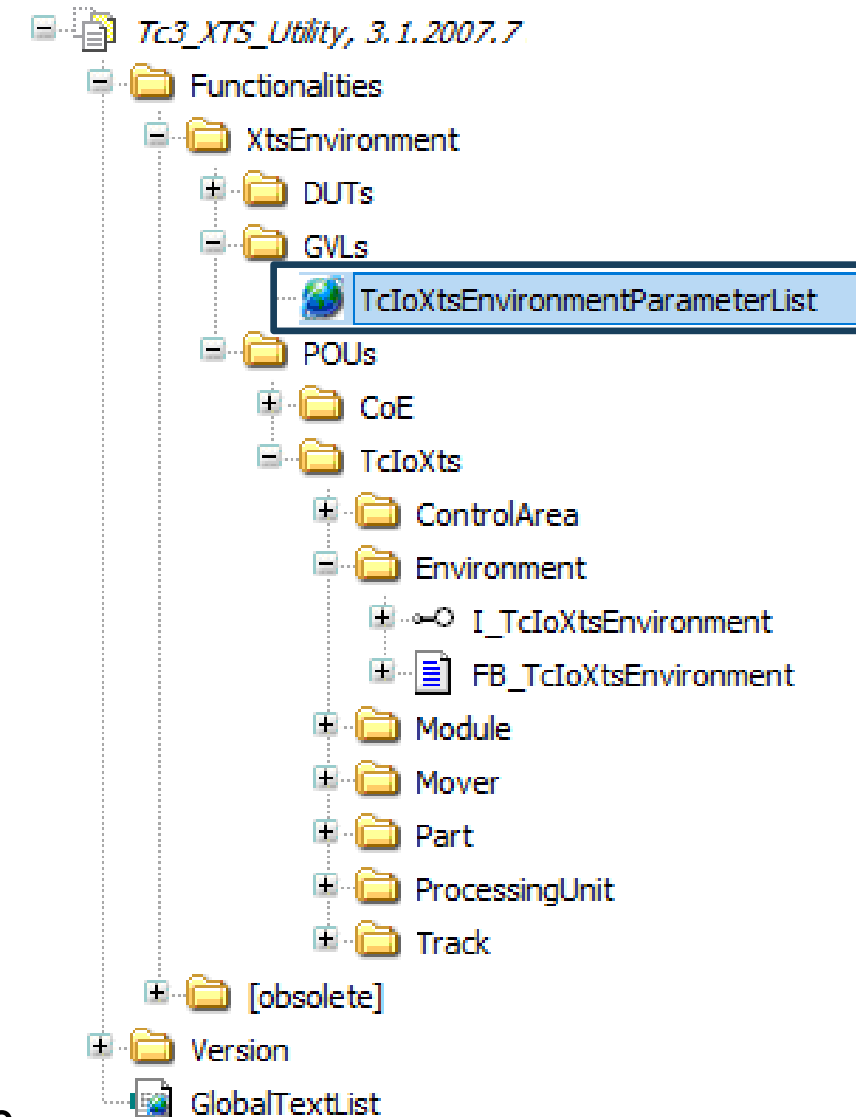 Tc3_XTS_Utility, 3.1.2007.7
Functionalities
XtsEnvironment
DUTs
GVLs
TcIoXtsEnvironmentParameterList
POUs
CoE
TcIoXts
ControlArea
Environment
I_TcIoXtsEnvironment
FB_TcIoXtsEnvironment
Module
Mover
Part
ProcessingUnit
Track
[obsolete]
Version
GlobalTextList